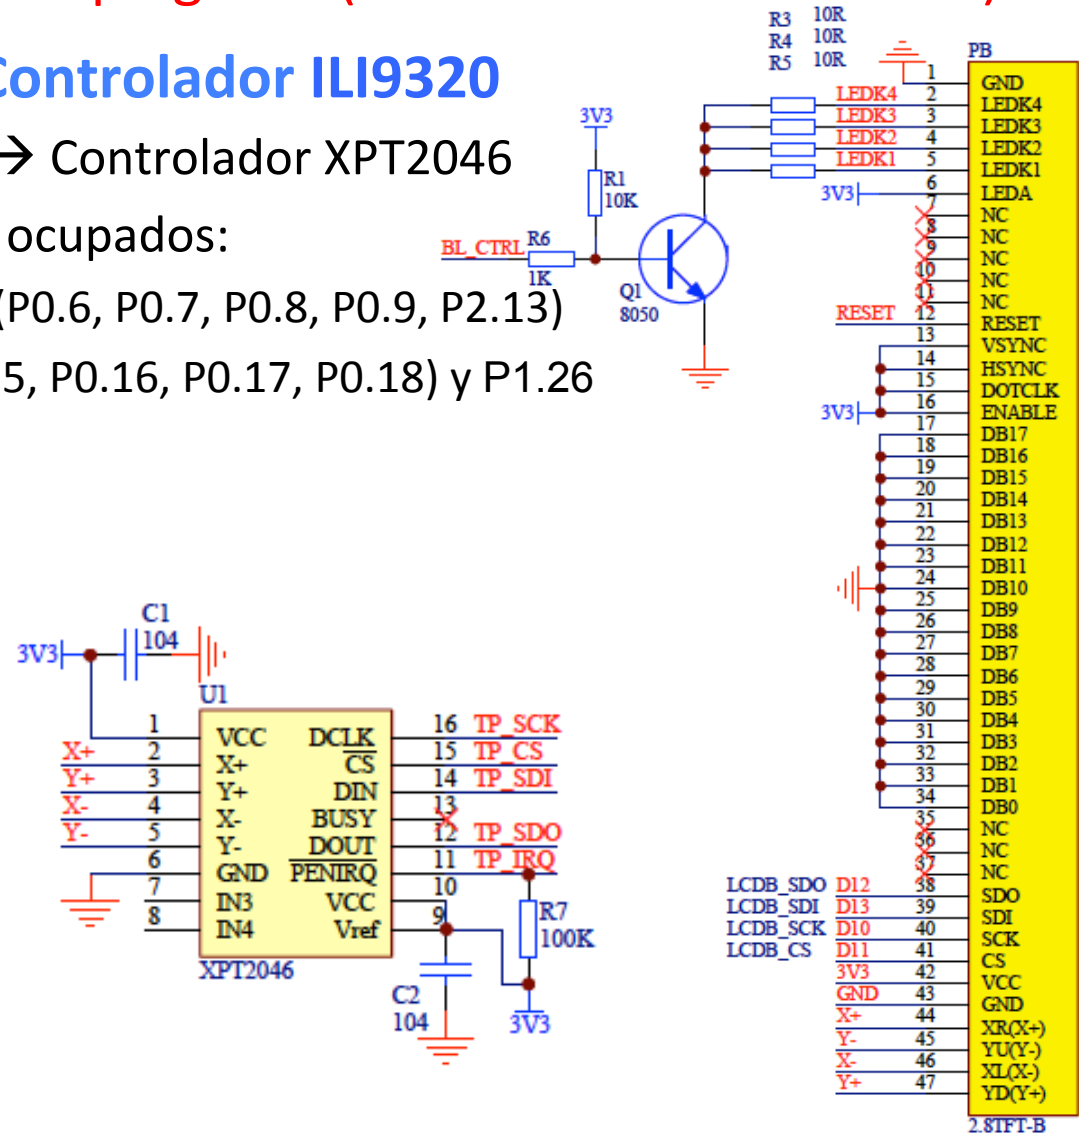 Controlador ILI9320
→ Controlador XPT2046
ocupados:
(P0.6, P0.7, P0.8, P0.9, P2.13)
5, P0.16, P0.17, P0.18) y P1.26
R3 10R
R4 10R
R5 10R
PB
3V3
R1
10K
BL_CTRL
R6
1K
Q1
8050
LEDK4
LEDK3
LEDK2
LEDK1
3V3
RESET
3V3
1 GND
2 LEDK4
3 LEDK3
4 LEDK2
5 LEDK1
6 LEDA
7 NC
8 NC
9 NC
10 NC
11 NC
12 RESET
13 VSYNC
14 HSYNC
15 DOTCLK
16 ENABLE
17 DB17
18 DB16
19 DB15
20 DB14
21 DB13
22 DB12
23 DB11
24 DB10
25 DB9
26 DB8
27 DB7
28 DB6
29 DB5
30 DB4
31 DB3
32 DB2
33 DB1
34 DB0
35 NC
36 NC
37 NC
LCDB_SDO D12 38 SDO
LCDB_SDI D13 39 SDI
LCDB_SCK D10 40 SCK
LCDB_CS D11 41 CS
3V3 42 VCC
GND 43 GND
X+ 44 XR(X+)
Y- 45 YU(Y-)
X- 46 XL(X-)
Y+ 47 YD(Y+)
2.8TFT-B
C1
104
3V3
U1
1 VCC DCLK 16 TP_SCK
X+ 2 X+ CS 15 TP_CS
Y+ 3 Y+ DIN 14 TP_SDI
X- 4 X- BUSY 13
Y- 5 Y- DOUT 12 TP_SDO
6 GND PENIRQ 11 TP_IRQ
7 IN3 VCC 10
8 IN4 Vref 9
XPT2046
R7
100K
C2
104
3V3